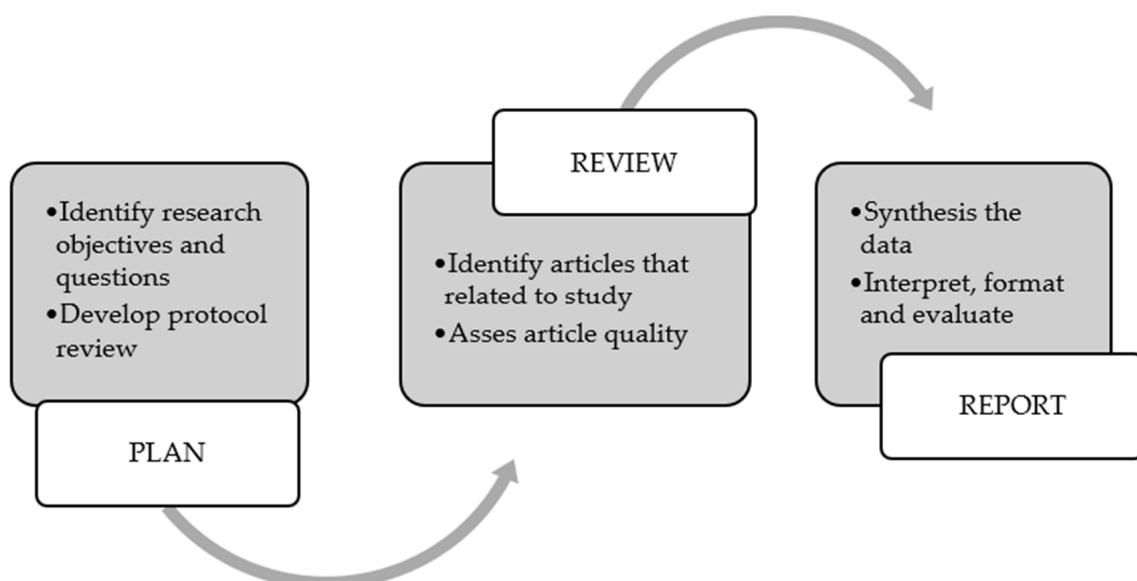 •Identify research
objectives and
questions
•Develop protocol
review
PLAN
REVIEW
•Identify articles that
related to study
•Asses article quality
•Synthesis the
data
•Interpret, format
and evaluate
REPORT